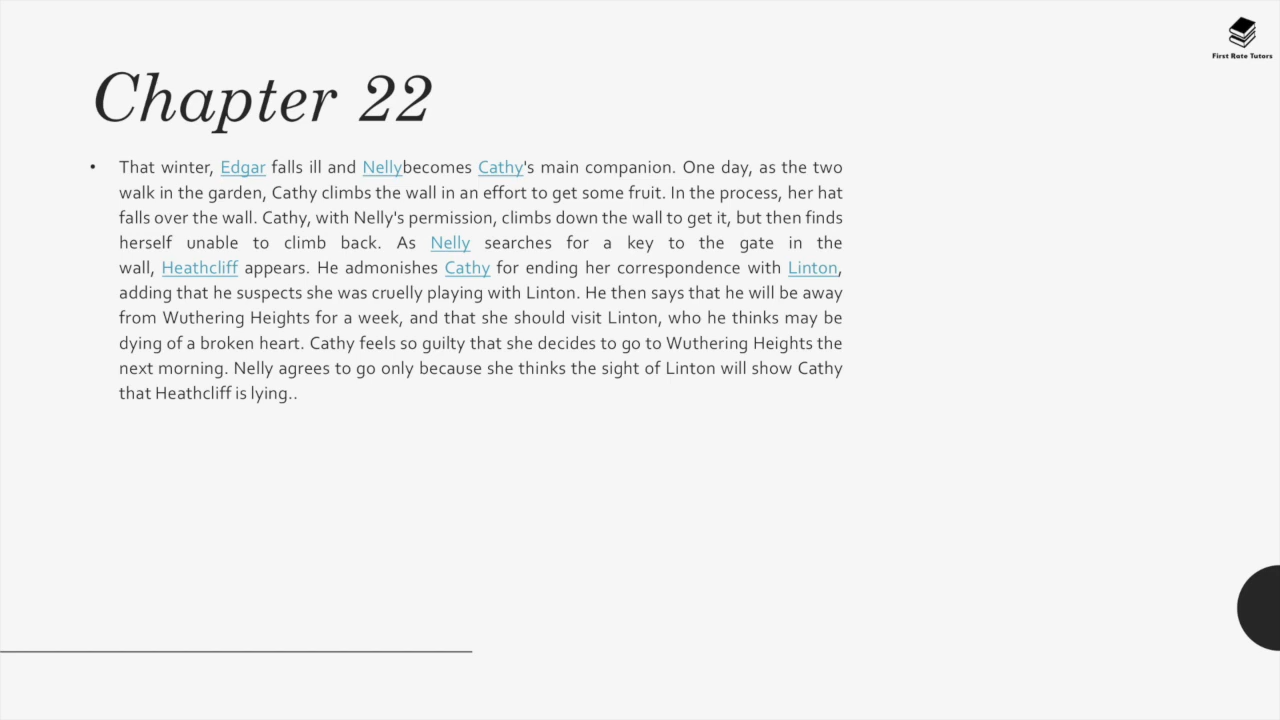 First Rate Tutors
Chapter 22
• That winter, Edgar falls ill and Nellybecomes Cathy's main companion. One day, as the two
walk in the garden, Cathy climbs the wall in an effort to get some fruit. In the process, her hat
falls over the wall. Cathy, with Nelly's permission, climbs down the wall to get it, but then finds
herself unable to climb back. As Nelly searches for a key to the gate in the
wall, Heathcliff appears. He admonishes Cathy for ending her correspondence with Linton,
adding that he suspects she was cruelly playing with Linton. He then says that he will be away
from Wuthering Heights for a week, and that she should visit Linton, who he thinks may be
dying of a broken heart. Cathy feels so guilty that she decides to go to Wuthering Heights the
next morning. Nelly agrees to go only because she thinks the sight of Linton will show Cathy
that Heathcliff is lying..